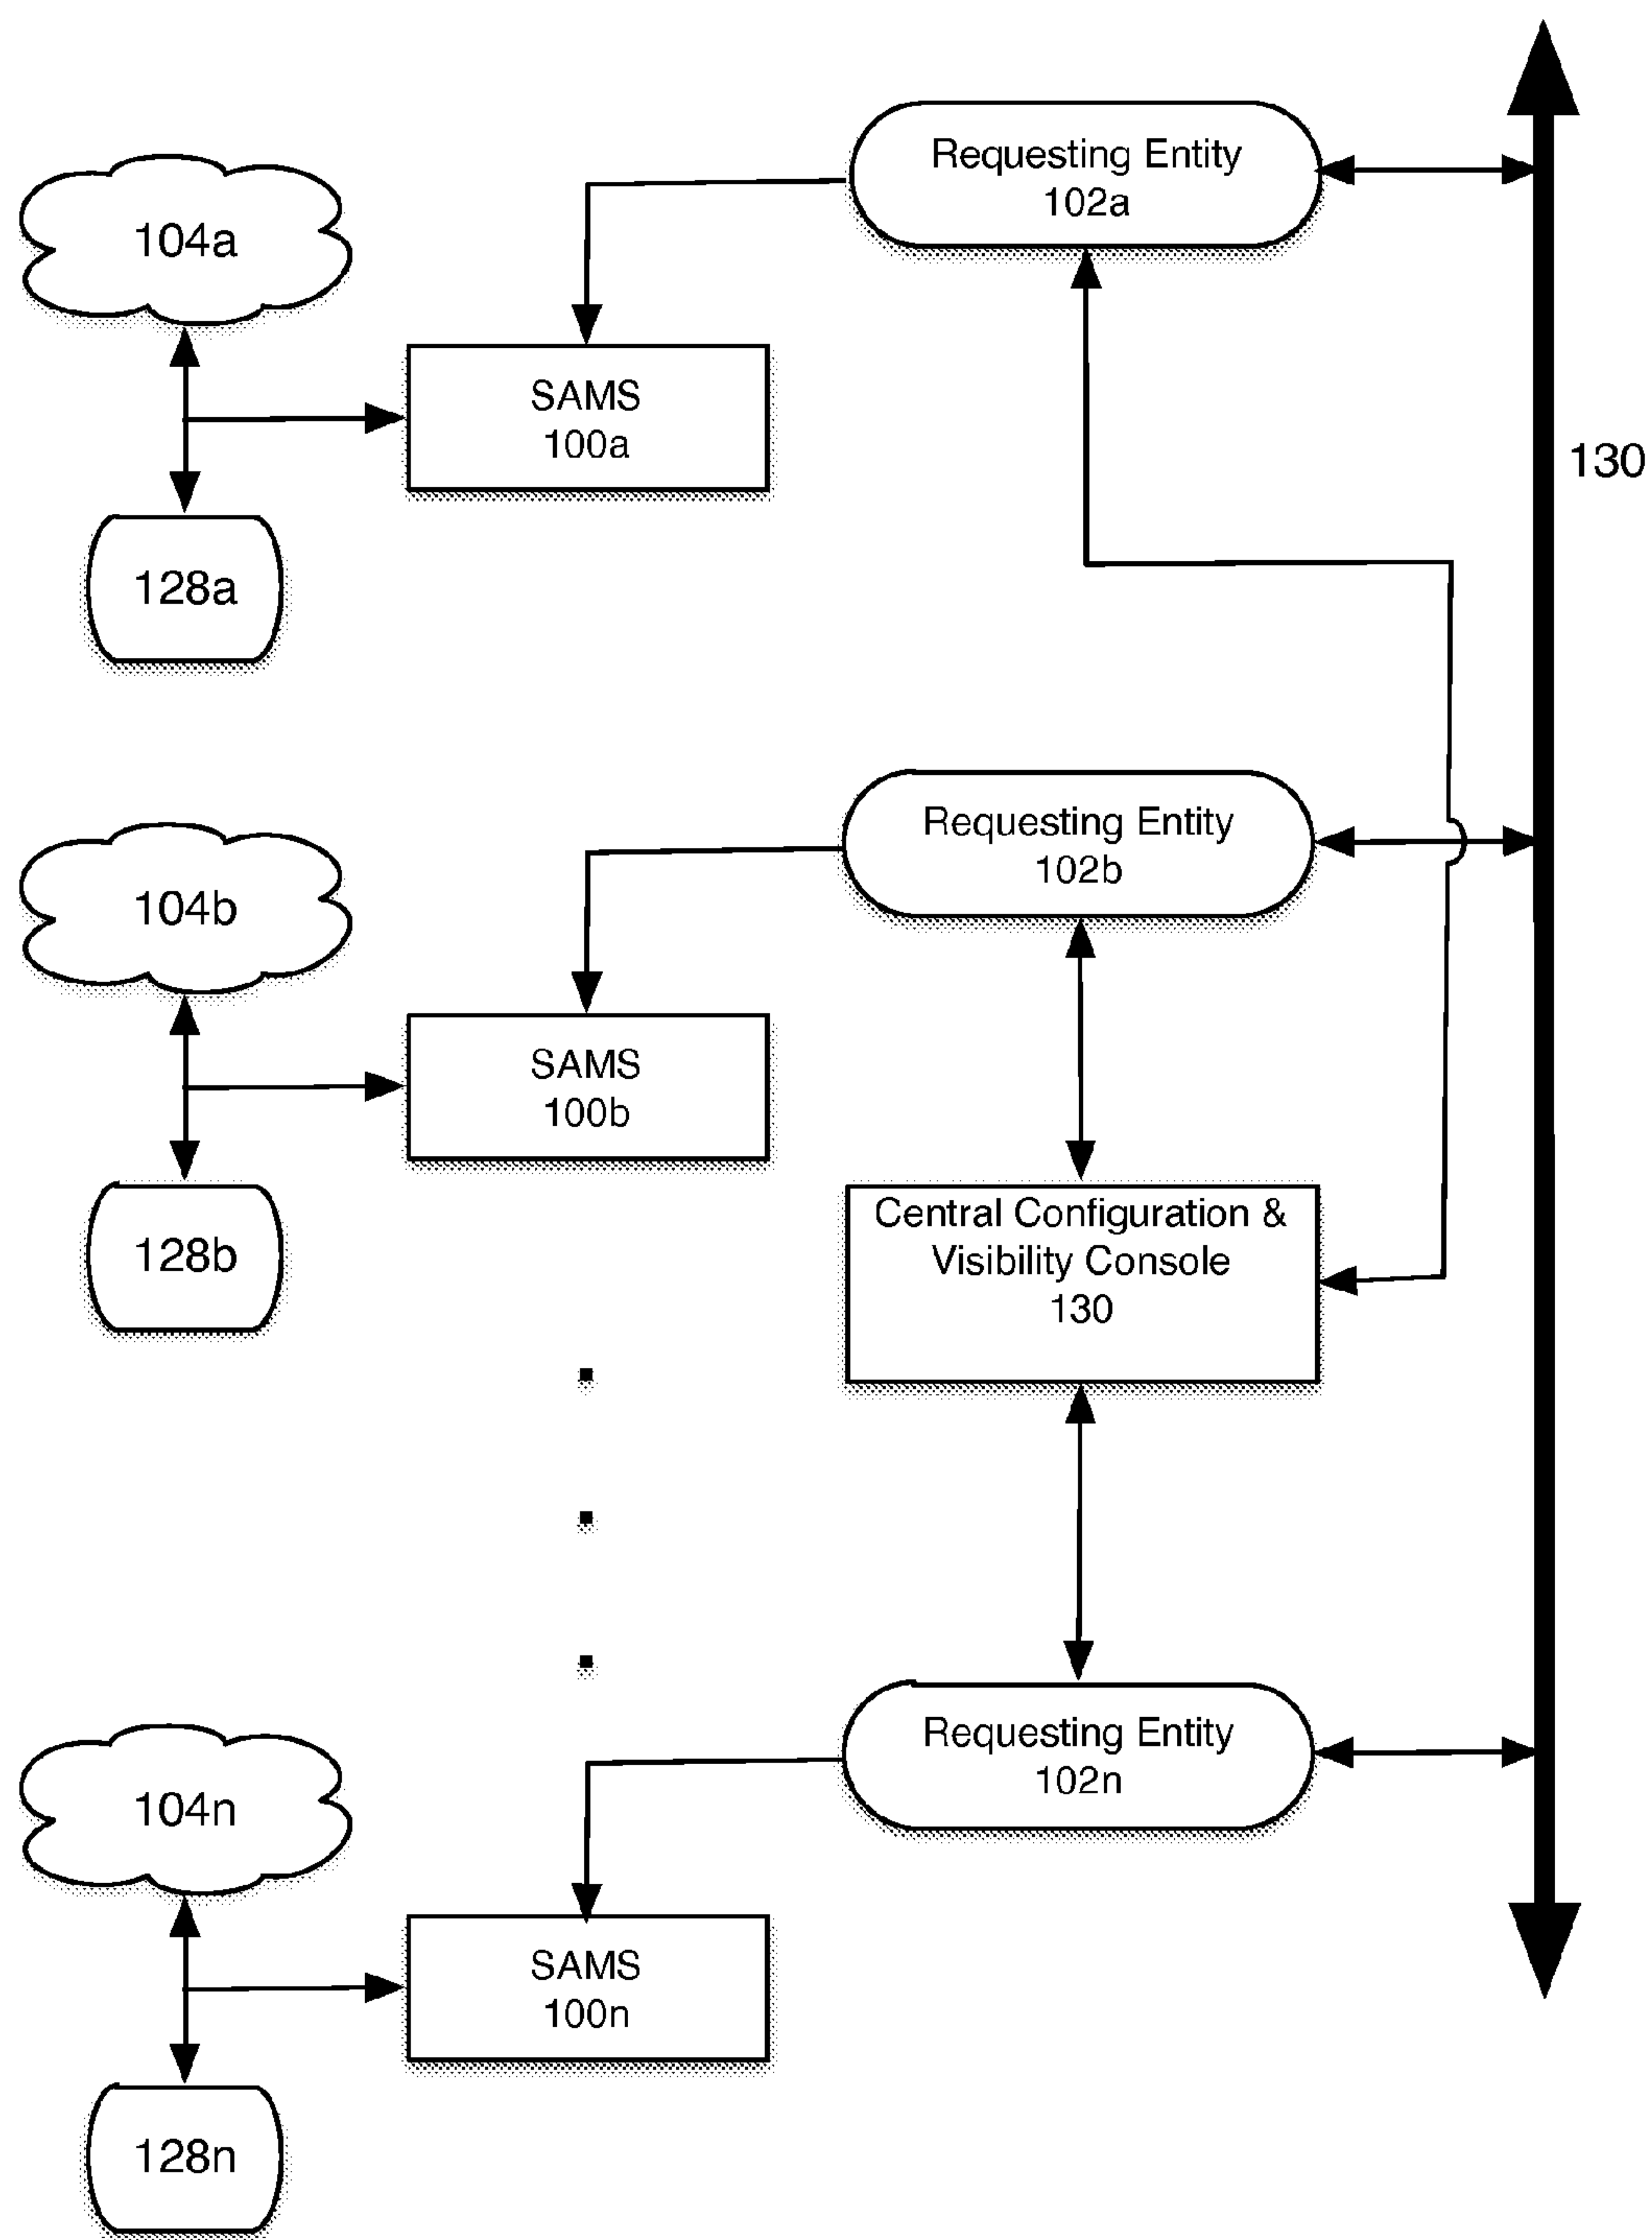 Requesting Entity
102a
104a
SAMS
100a
130
128a
Requesting Entity
102b
104b
SAMS
100b
Central Configuration &
Visibility Console
130
128b
Requesting Entity
102n
104n
SAMS
100n
128n